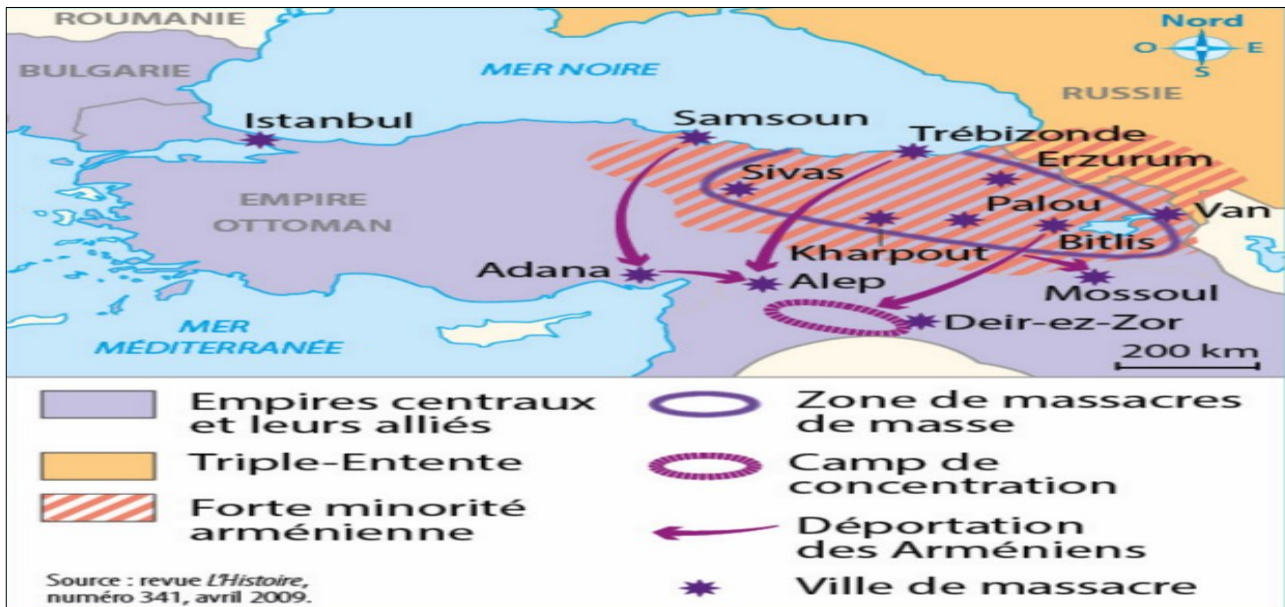 ROUMANIE
Nord
BULGARIE
MER NOIRE
O
E
S
RUSSIE
Istanbul
Samsoun
Trébizonde
Erzurum
Sivas
EMPIRE
OTTOMAN
Palou
Van
Bitlis
Kharpout
Adana
Alep
Mossoul
Deir-ez-Zor
MER
MÉDITERRANÉE
200 km
Empires centraux
et leurs alliés
Triple-Entente
Forte minorité
arménienne
Source : revue L'Histoire,
numéro 341, avril 2009.
Zone de massacres
de masse
Camp de
concentration
Déportation
des Arméniens
Ville de massacre